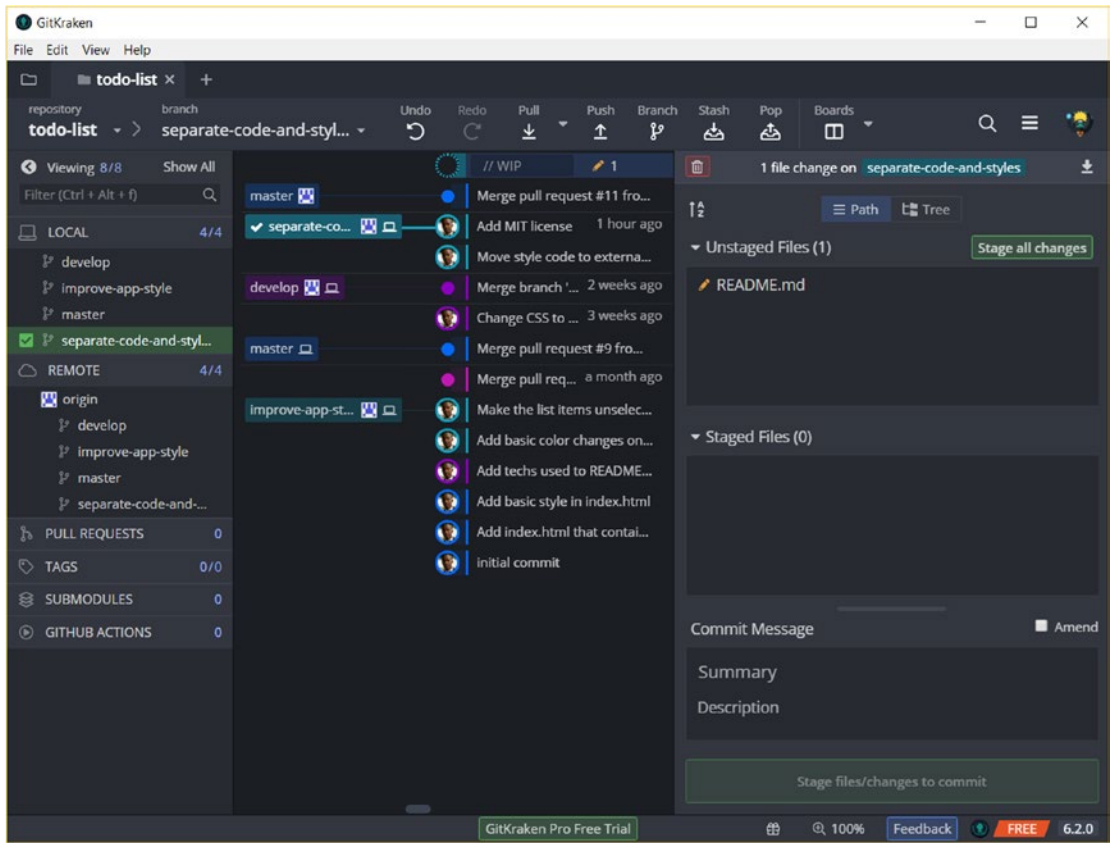 GitKraken
File Edit View Help
todo-list × +
repository branch
todo-list separate-code-and-styl...
Undo Redo Pull Push Branch Stash Pop Boards
Viewing 8/8 Show All
Filter (Ctrl + Alt + f)
LOCAL 4/4
develop
improve-app-style
master
separate-code-and-styl...
REMOTE 4/4
origin
develop
improve-app-style
master
separate-code-and-...
PULL REQUESTS 0
TAGS 0/0
SUBMODULES 0
GITHUB ACTIONS 0
// WIP 1
master Merge pull request #11 fro...
separate-co... Add MIT license 1 hour ago
Move style code to externa...
develop Merge branch '... 2 weeks ago
Change CSS to ... 3 weeks ago
master Merge pull request #9 fro...
Merge pull req... a month ago
improve-app-st... Make the list items unselec...
Add basic color changes on...
Add techs used to README...
Add basic style in index.html
Add index.html that contai...
initial commit
1 file change on separate-code-and-styles
Path Tree
Unstaged Files (1) Stage all changes
README.md
Staged Files (0)
Commit Message Amend
Summary
Description
Stage files/changes to commit
GitKraken Pro Free Trial 100% Feedback FREE 6.2.0